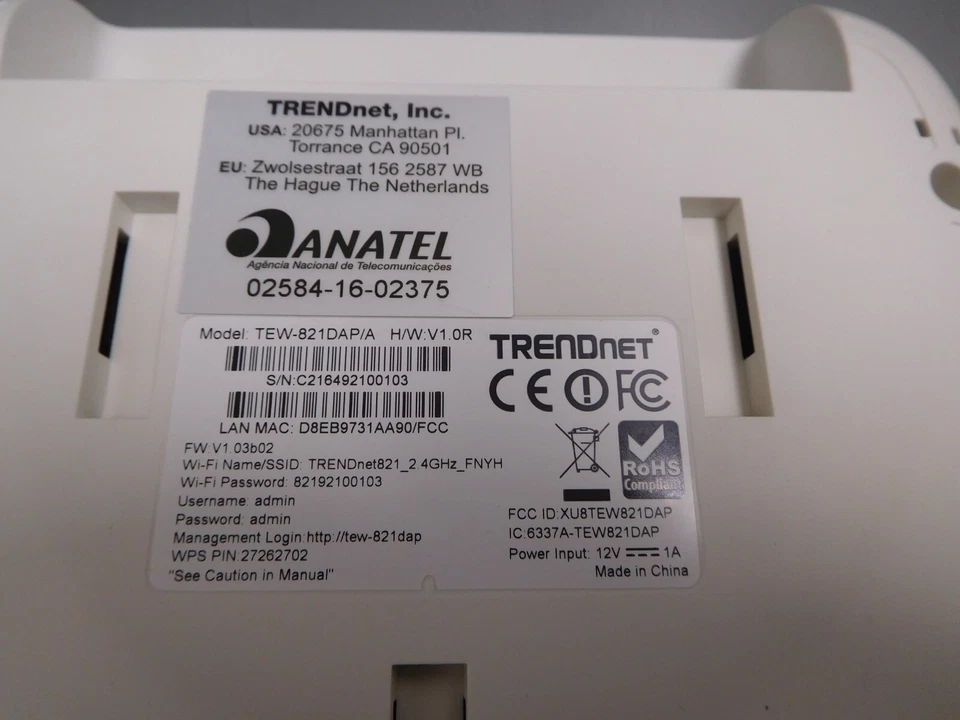 TRENDnet, Inc.
USA: 20675 Manhattan Pl.
Torrance CA 90501
EU: Zwolsestraat 156 2587 WB
The Hague The Netherlands
ANATEL
Agência Nacional de Telecomunicações
02584-16-02375
Model: TEW-821DAP/A H/W:V1.0R
S/N:C216492100103
LAN MAC: D8EB9731AA90/FCC
FW:V1.03b02
Wi-Fi Name/SSID: TRENDnet821_2.4GHz_FNYH
Wi-Fi Password: 82192100103
Username: admin
Password: admin
Management Login:http://tew-821dap
WPS PIN:27262702
"See Caution in Manual"
TRENDNET®
CE FC
RoHS
Compliant
FCC ID:XU8TEW821DAP
IC:6337A-TEW821DAP
Power Input: 12V ⎓ 1A
Made in China